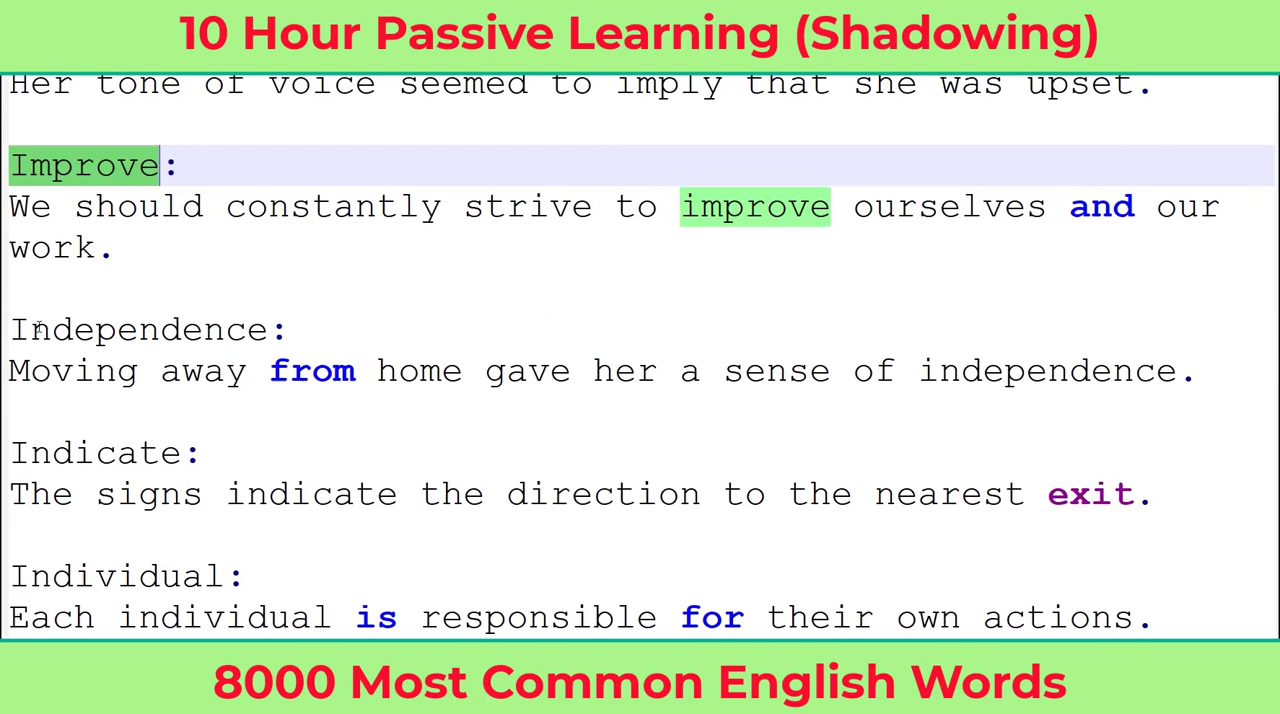 10 Hour Passive Learning (Shadowing)
Her tone of voice seemed to imply that she was upset.
Improve:
We should constantly strive to improve ourselves and our
work.
Independence:
Moving away from home gave her a sense of independence.
Indicate:
The signs indicate the direction to the nearest exit.
Individual:
Each individual is responsible for their own actions.
8000 Most Common English Words